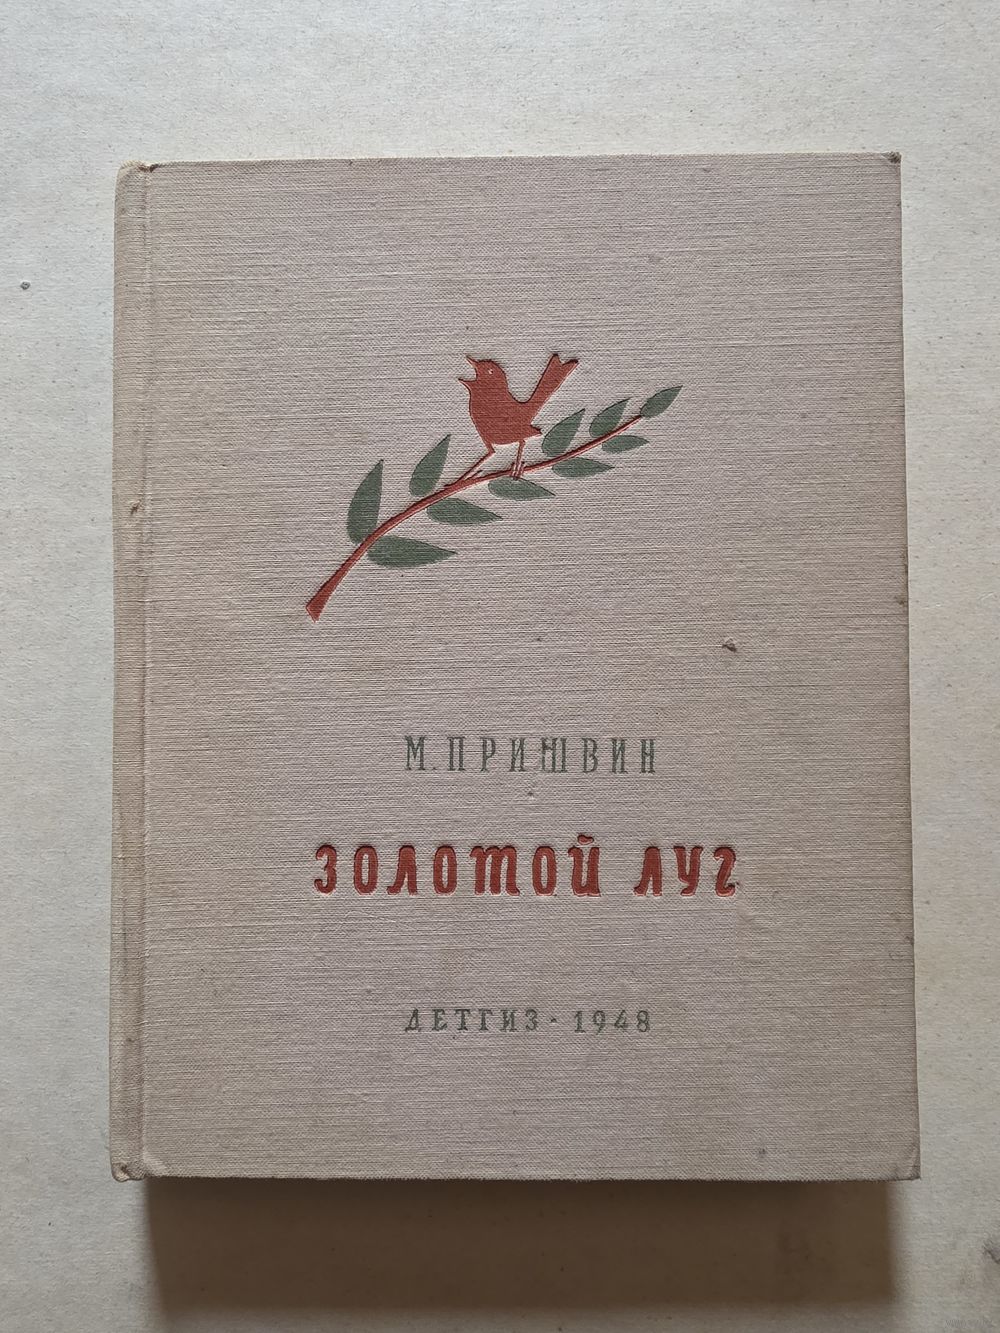 М. ПРИШВИН
ЗОЛОТОЙ ЛУГ
ДЕТГИЗ · 1948